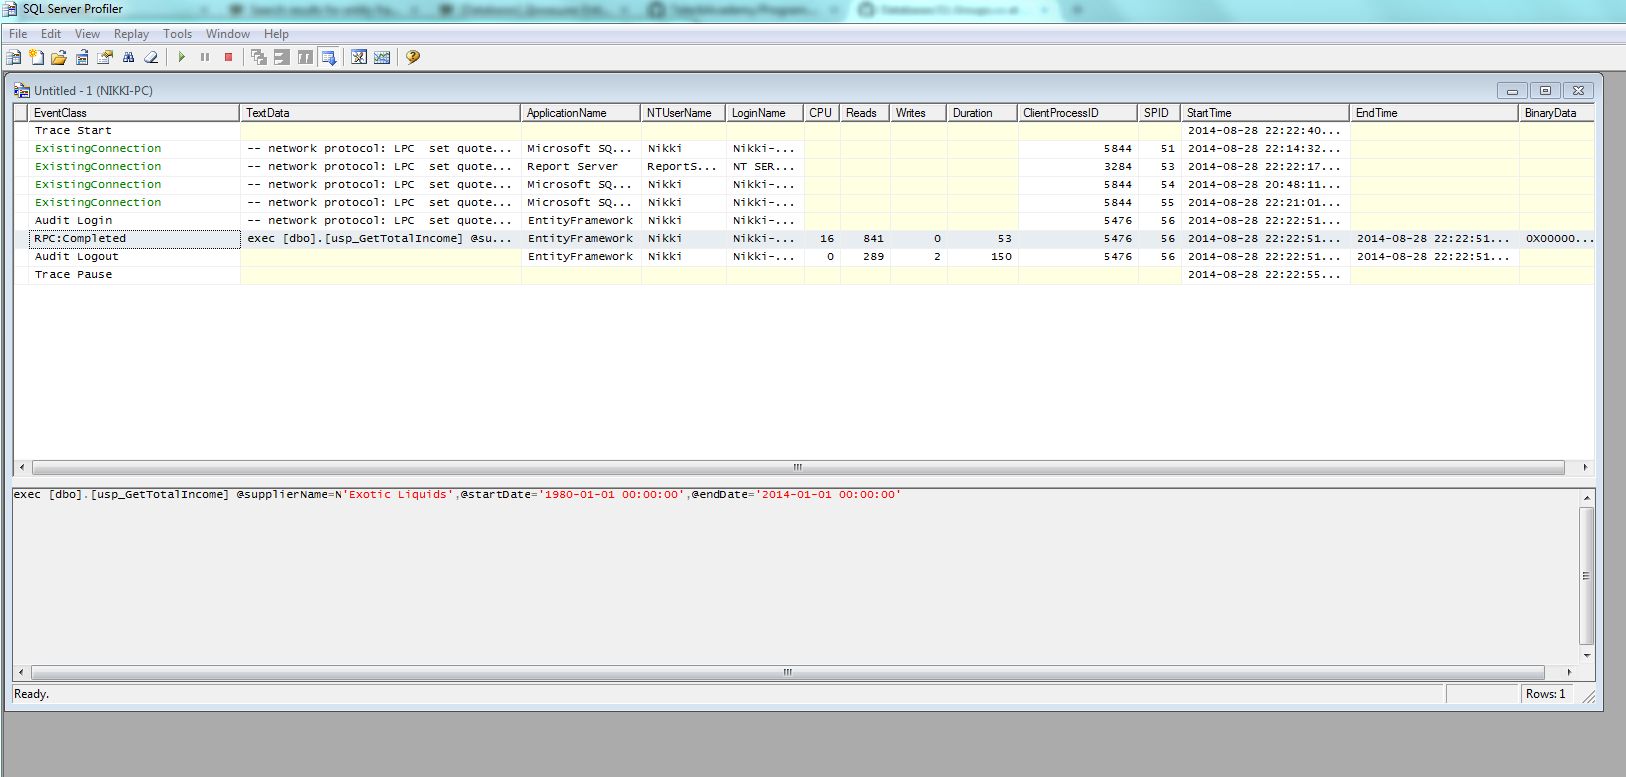 SQL Server Profiler
File Edit View Replay Tools Window Help
Untitled - 1 (NIKKI-PC)
EventClass TextData ApplicationName NTUserName LoginName CPU Reads Writes Duration ClientProcessID SPID StartTime EndTime BinaryData
Trace Start 2014-08-28 22:22:40...
ExistingConnection -- network protocol: LPC set quote... Microsoft SQ... Nikki Nikki-... 5844 51 2014-08-28 22:14:32...
ExistingConnection -- network protocol: LPC set quote... Report Server ReportS... NT SER... 3284 53 2014-08-28 22:22:17...
ExistingConnection -- network protocol: LPC set quote... Microsoft SQ... Nikki Nikki-... 5844 54 2014-08-28 20:48:11...
ExistingConnection -- network protocol: LPC set quote... Microsoft SQ... Nikki Nikki-... 5844 55 2014-08-28 22:21:01...
Audit Login -- network protocol: LPC set quote... EntityFramework Nikki Nikki-... 5476 56 2014-08-28 22:22:51...
RPC:Completed exec [dbo].[usp_GetTotalIncome] @su... EntityFramework Nikki Nikki-... 16 841 0 53 5476 56 2014-08-28 22:22:51... 2014-08-28 22:22:51... 0X00000...
Audit Logout EntityFramework Nikki Nikki-... 0 289 2 150 5476 56 2014-08-28 22:22:51... 2014-08-28 22:22:51...
Trace Pause 2014-08-28 22:22:55...
exec [dbo].[usp_GetTotalIncome] @supplierName=N'Exotic Liquids',@startDate='1980-01-01 00:00:00',@endDate='2014-01-01 00:00:00'
Ready.
Rows: 1